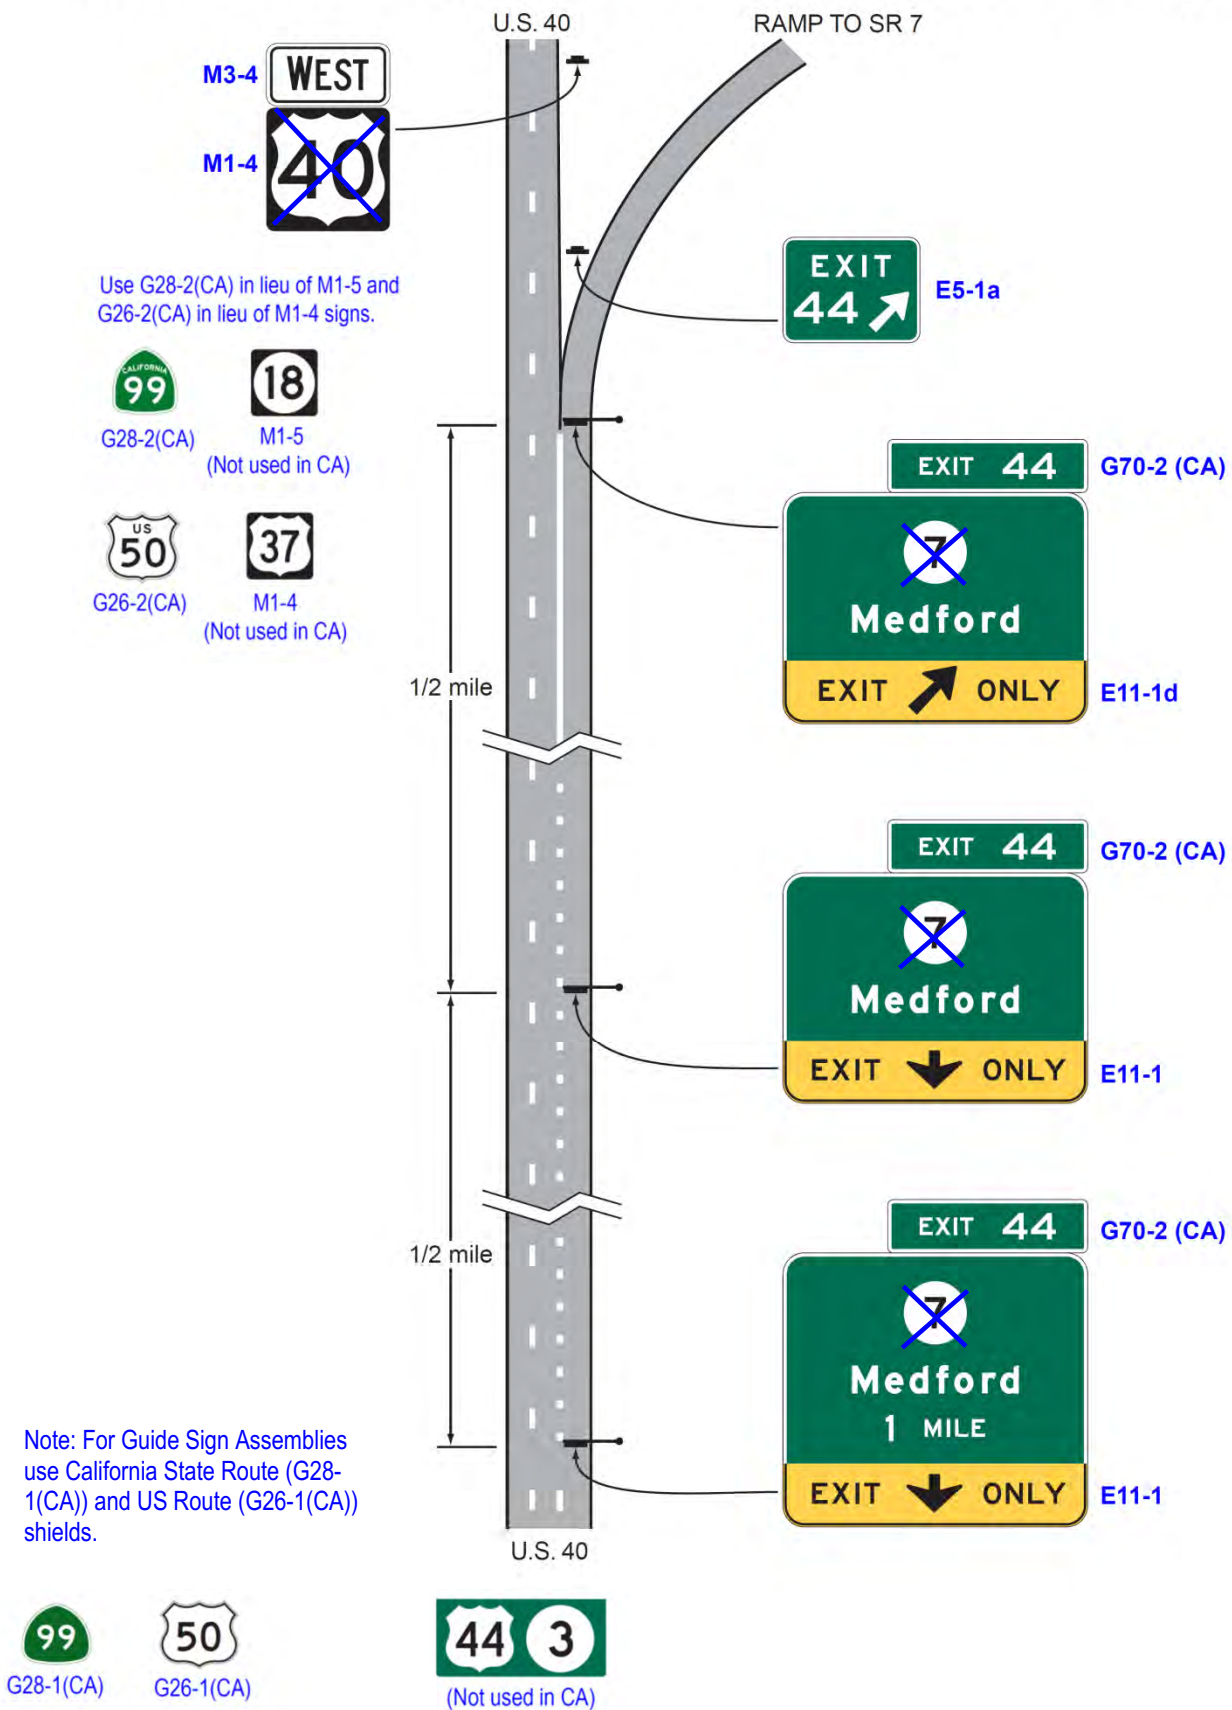 U.S. 40
RAMP TO SR 7
M3-4
WEST
M1-4
40
Use G28-2(CA) in lieu of M1-5 and
G26-2(CA) in lieu of M1-4 signs.
CALIFORNIA
99
18
G28-2(CA)
M1-5
(Not used in CA)
US
50
37
G26-2(CA)
M1-4
(Not used in CA)
EXIT
44
E5-1a
EXIT 44
G70-2 (CA)
7
Medford
EXIT ONLY
E11-1d
1/2 mile
EXIT 44
G70-2 (CA)
7
Medford
EXIT ONLY
E11-1
1/2 mile
EXIT 44
G70-2 (CA)
7
Medford
1 MILE
EXIT ONLY
E11-1
Note: For Guide Sign Assemblies
use California State Route (G28-
1(CA)) and US Route (G26-1(CA))
shields.
U.S. 40
99
50
44
3
G28-1(CA)
G26-1(CA)
(Not used in CA)